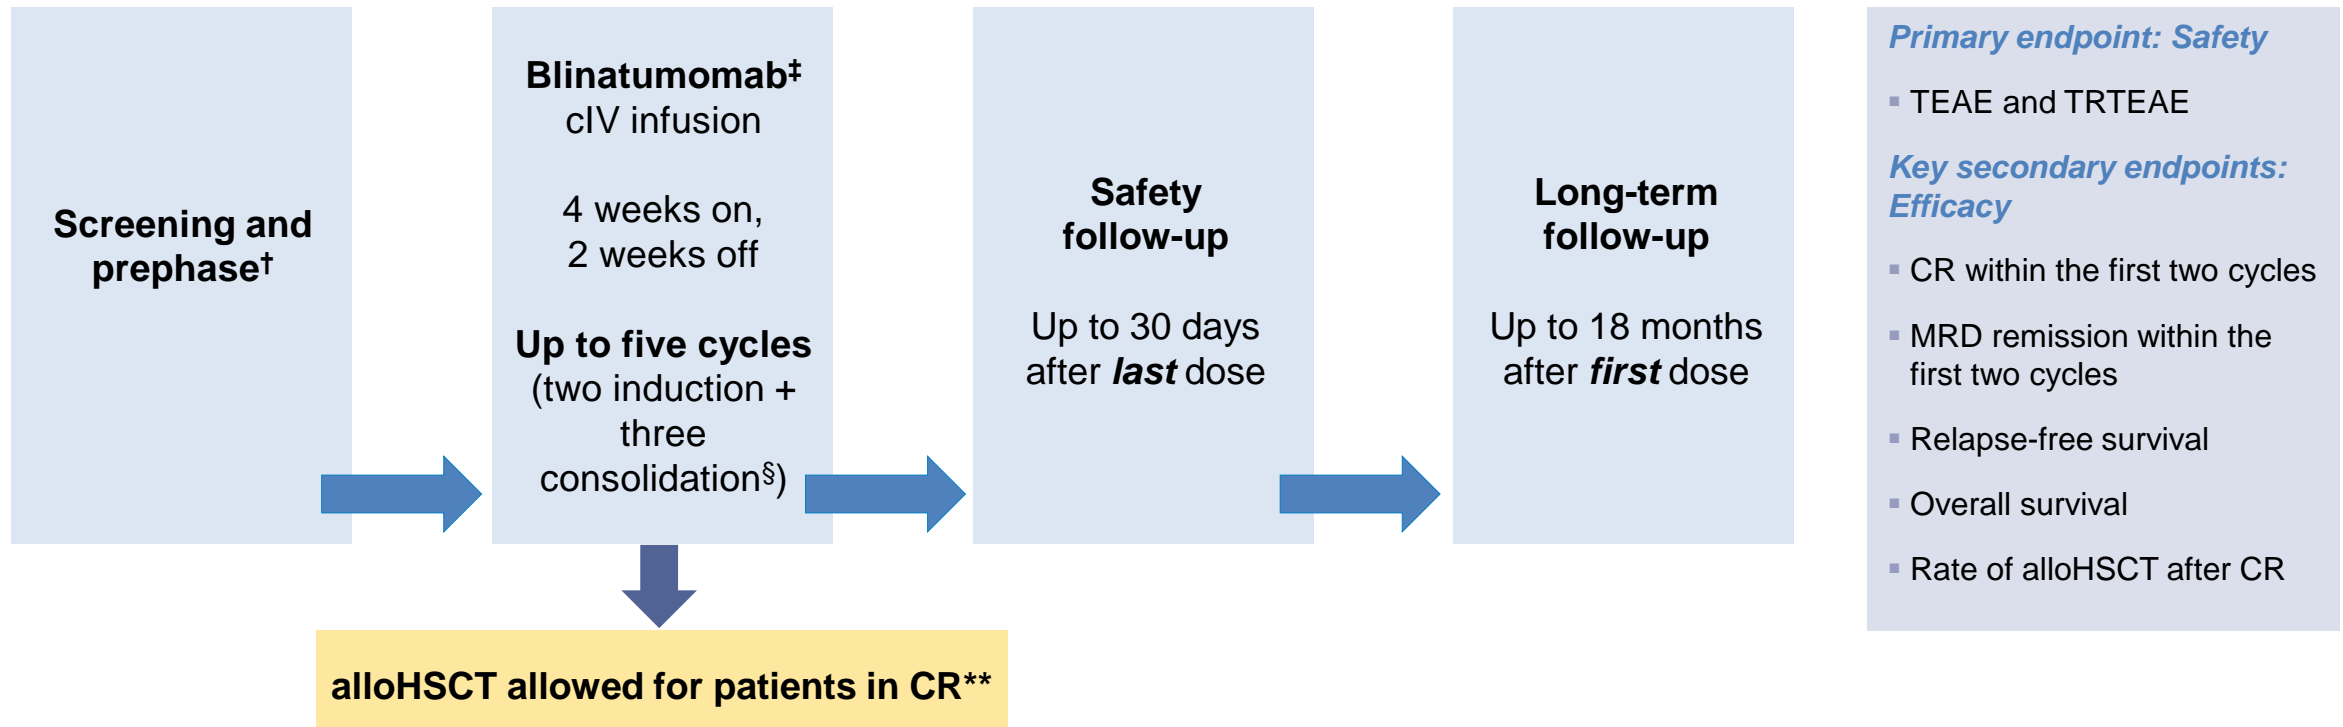 Screening and
prephase†
Blinatumomab‡
cIV infusion
4 weeks on,
2 weeks off
Up to five cycles
(two induction +
three
consolidation§)
Safety
follow-up
Up to 30 days
after last dose
Long-term
follow-up
Up to 18 months
after first dose
alloHSCT allowed for patients in CR**
Primary endpoint: Safety
▪ TEAE and TRTEAE
Key secondary endpoints:
Efficacy
▪ CR within the first two cycles
▪ MRD remission within the
first two cycles
▪ Relapse-free survival
▪ Overall survival
▪ Rate of alloHSCT after CR